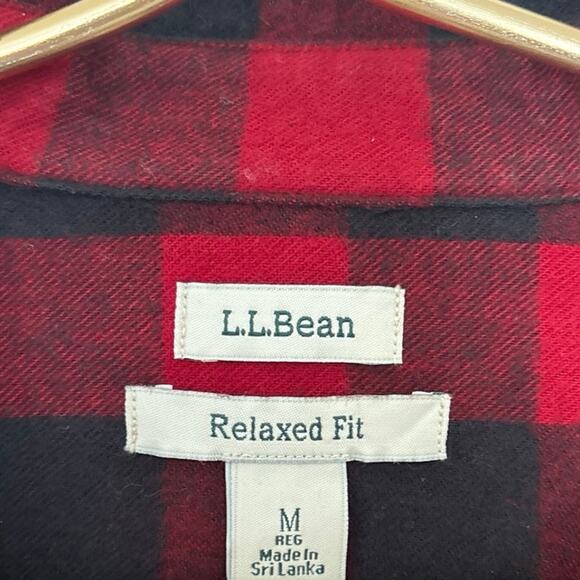 L.L.Bean
Relaxed Fit
M
REG
Made In
Sri Lanka